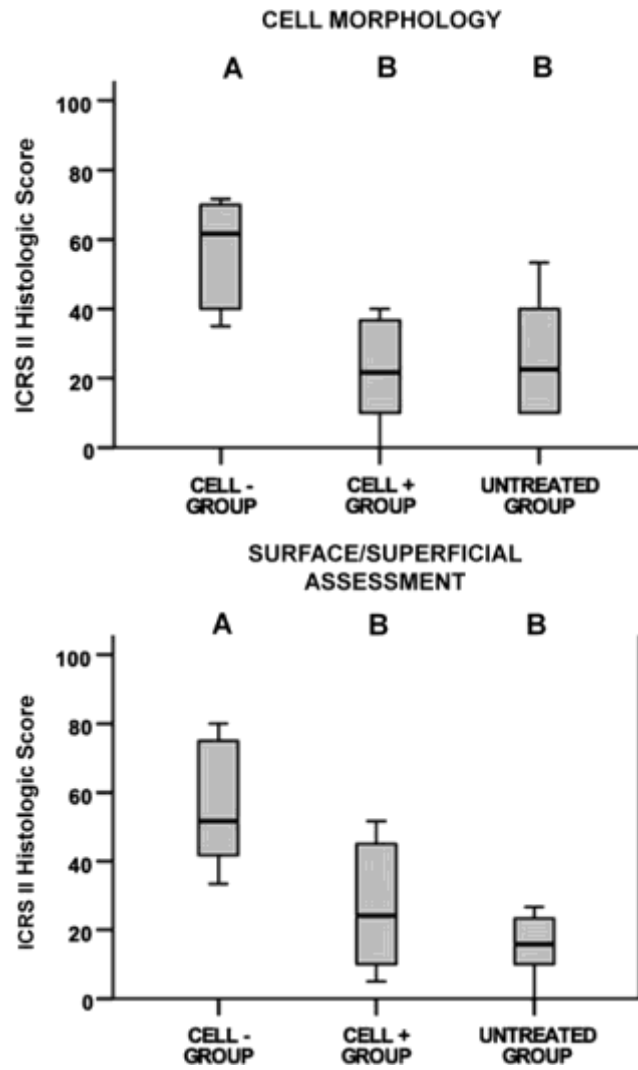 CELL MORPHOLOGY
A B B
ICRS II Histologic Score
100
80
60
40
20
0
CELL - GROUP
CELL + GROUP
UNTREATED GROUP
SURFACE/SUPERFICIAL
ASSESSMENT
A B B
ICRS II Histologic Score
100
80
60
40
20
0
CELL - GROUP
CELL + GROUP
UNTREATED GROUP